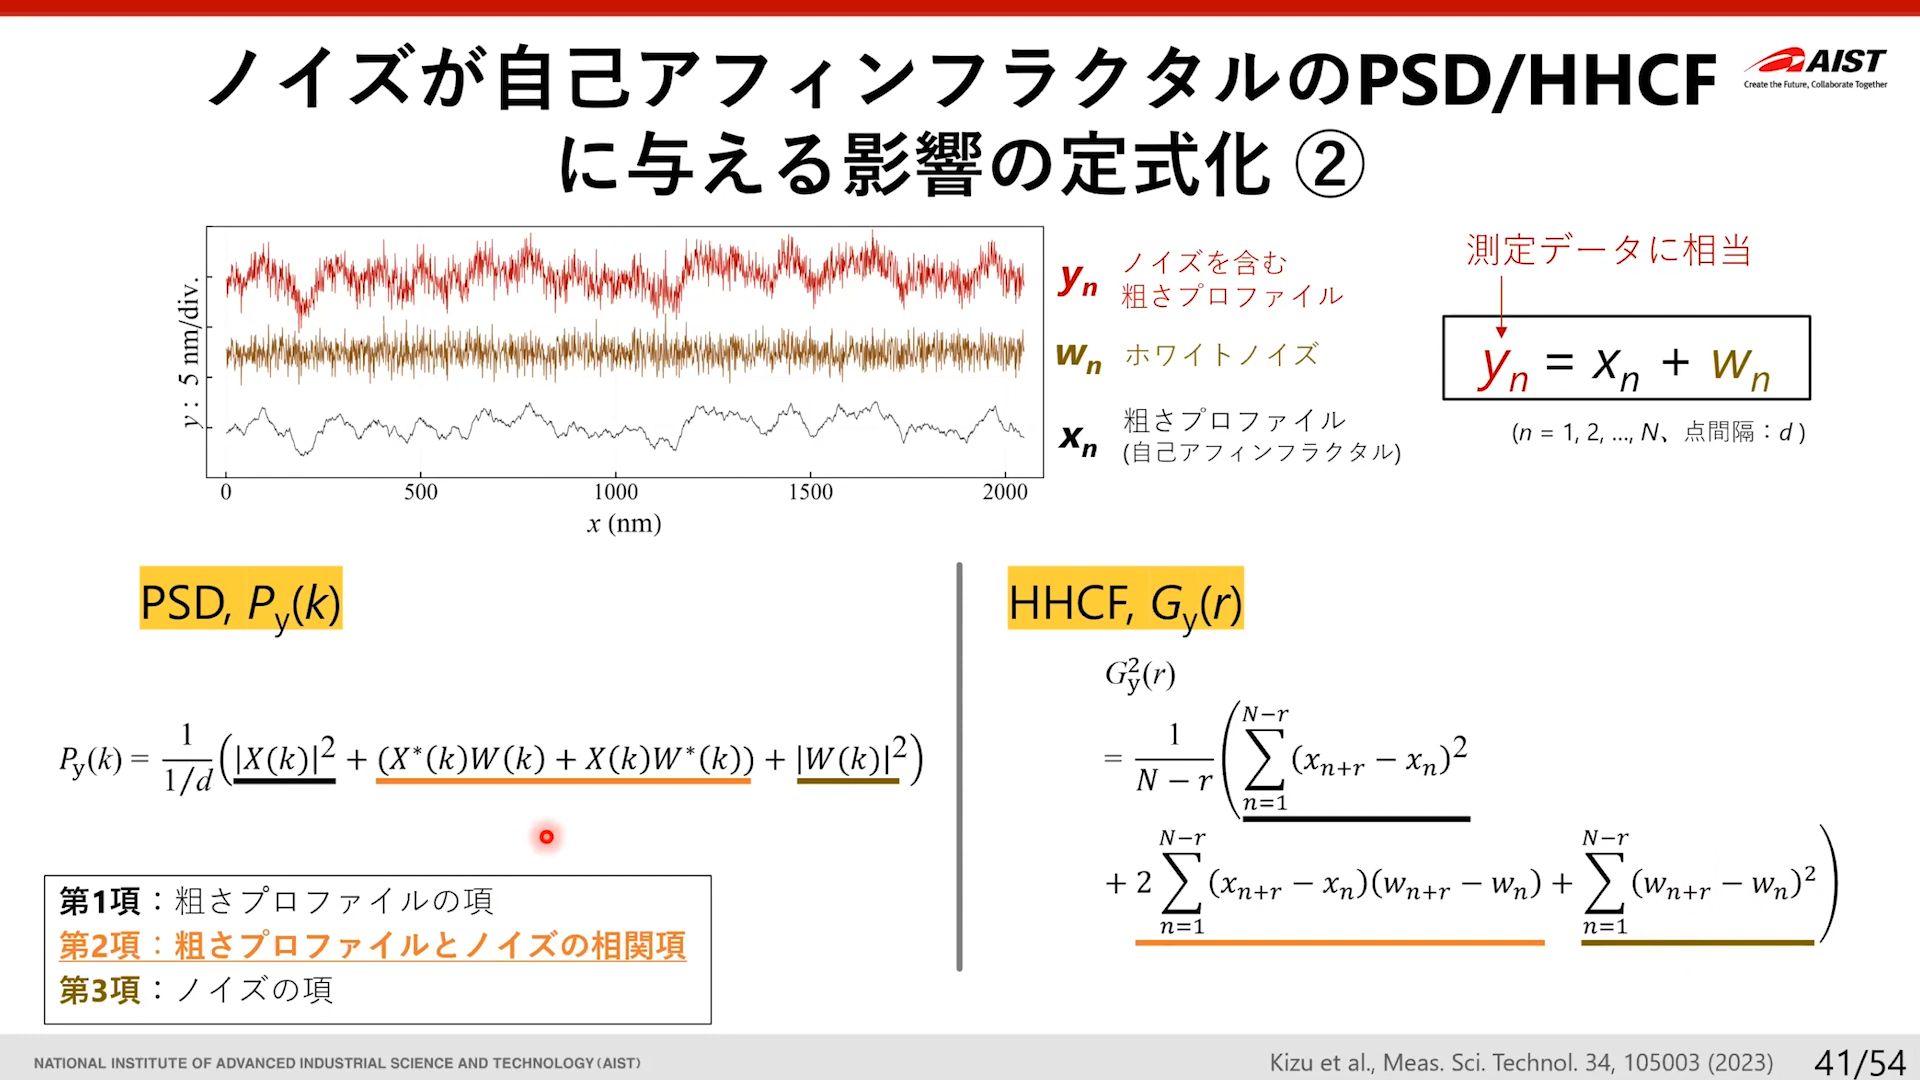 ノイズが自己アフィンフラクタルのPSD/HHCF
に与える影響の定式化 ②
AIST
Create the Future, Collaborate Together
y : 5 nm/div.
0 500 1000 1500 2000
x (nm)
yn ノイズを含む
粗さプロファイル
wn ホワイトノイズ
xn 粗さプロファイル
(自己アフィンフラクタル)
測定データに相当
yn = xn + wn
(n = 1, 2, ..., N、点間隔：d )
PSD, Py(k)
Py(k) = 1/(1/d) (|X(k)|² + (X*(k)W(k) + X(k)W*(k)) + |W(k)|²)
第1項：粗さプロファイルの項
第2項：粗さプロファイルとノイズの相関項
第3項：ノイズの項
HHCF, Gy(r)
G²y(r)
= 1/(N − r) (∑_{n=1}^{N−r} (x_{n+r} − x_n)²
+ 2 ∑_{n=1}^{N−r} (x_{n+r} − x_n)(w_{n+r} − w_n) + ∑_{n=1}^{N−r} (w_{n+r} − w_n)²)
NATIONAL INSTITUTE OF ADVANCED INDUSTRIAL SCIENCE AND TECHNOLOGY (AIST)
Kizu et al., Meas. Sci. Technol. 34, 105003 (2023)
41/54